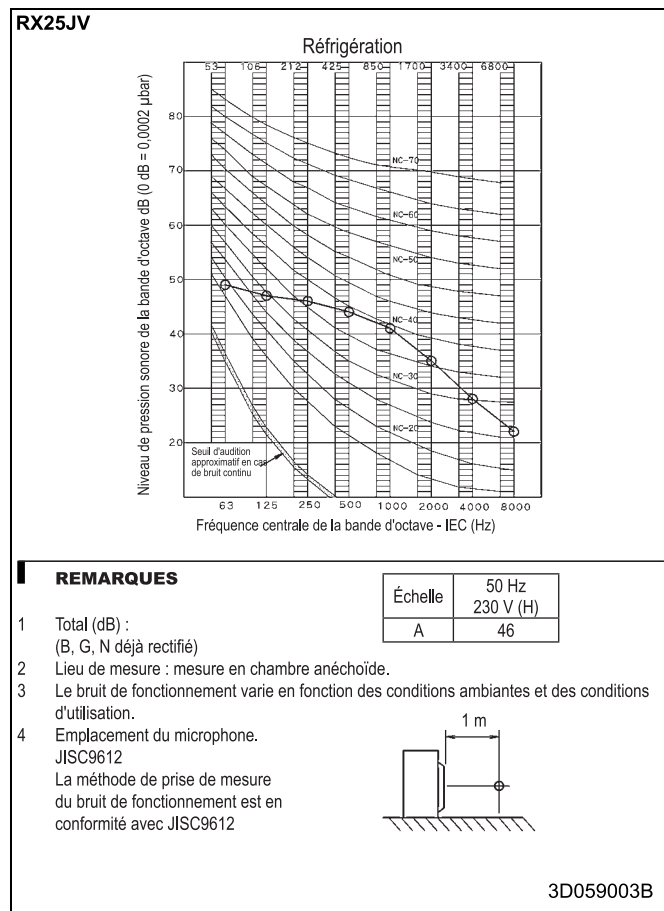 RX25JV
Réfrigération
53 106 212 425 850 1700 3400 6800
Niveau de pression sonore de la bande d'octave dB (0 dB = 0,0002 µbar)
80
70
60
50
40
30
20
NC-70
NC-60
NC-50
NC-40
NC-30
NC-20
Seuil d'audition
approximatif en cas
de bruit continu
63 125 250 500 1000 2000 4000 8000
Fréquence centrale de la bande d'octave - IEC (Hz)
REMARQUES
Échelle 50 Hz
230 V (H)
A 46
1 Total (dB) :
(B, G, N déjà rectifié)
2 Lieu de mesure : mesure en chambre anéchoïde.
3 Le bruit de fonctionnement varie en fonction des conditions ambiantes et des conditions
d'utilisation.
4 Emplacement du microphone.
JISC9612
La méthode de prise de mesure
du bruit de fonctionnement est en
conformité avec JISC9612
1 m
3D059003B